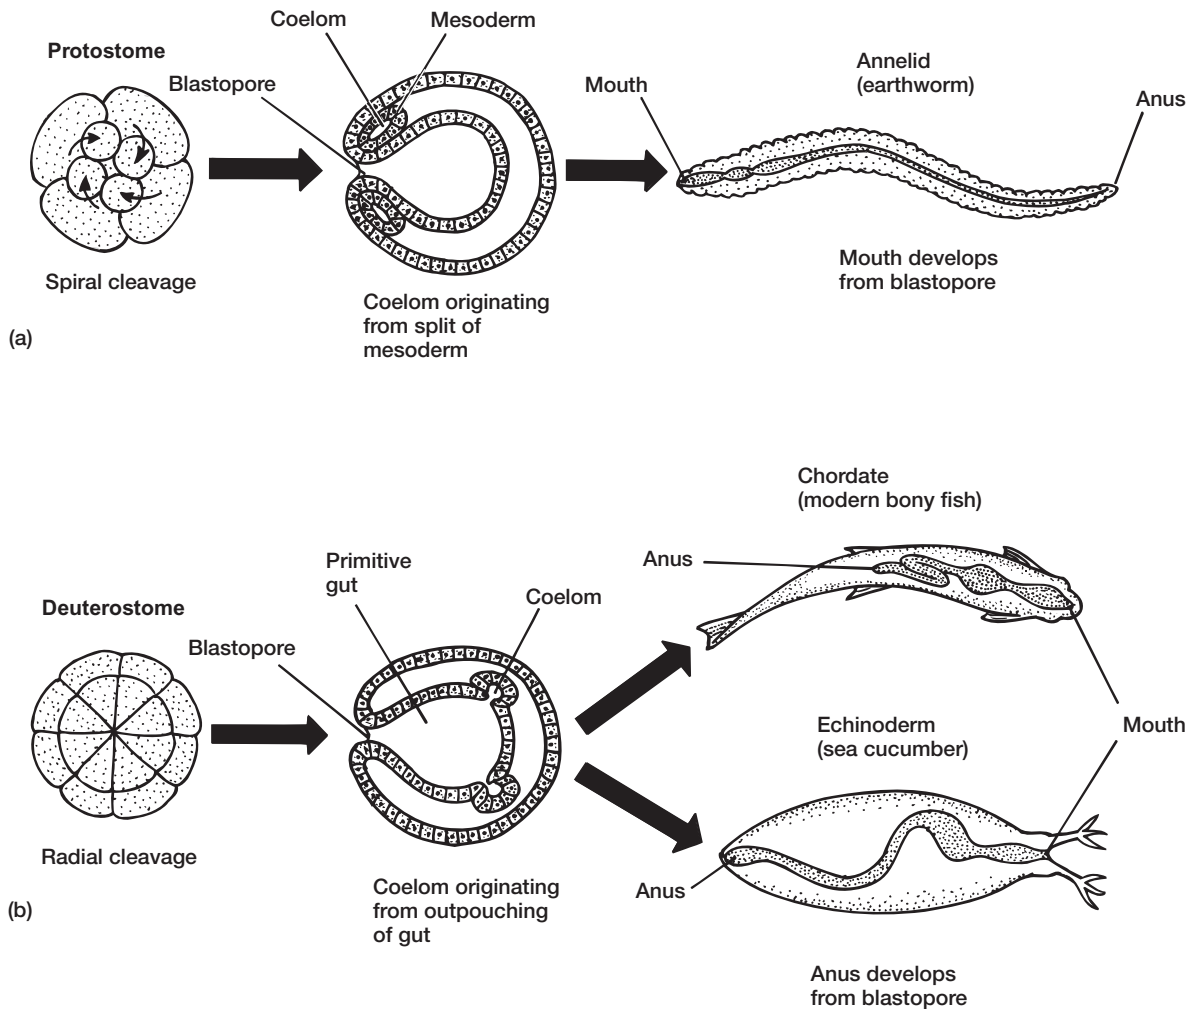 Coelom
Mesoderm
Protostome
Blastopore
Mouth
Annelid
(earthworm)
Anus
Spiral cleavage
Coelom originating
from split of
mesoderm
Mouth develops
from blastopore
(a)
Chordate
(modern bony fish)
Anus
Primitive
gut
Coelom
Deuterostome
Blastopore
Mouth
Echinoderm
(sea cucumber)
Radial cleavage
Coelom originating
from outpouching
of gut
Anus
(b)
Anus develops
from blastopore